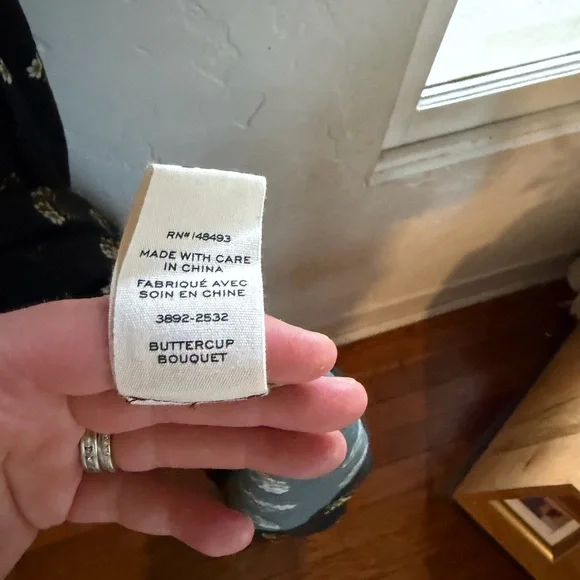 RN# 148493
MADE WITH CARE
IN CHINA
FABRIQUÉ AVEC
SOIN EN CHINE
3892-2532
BUTTERCUP
BOUQUET